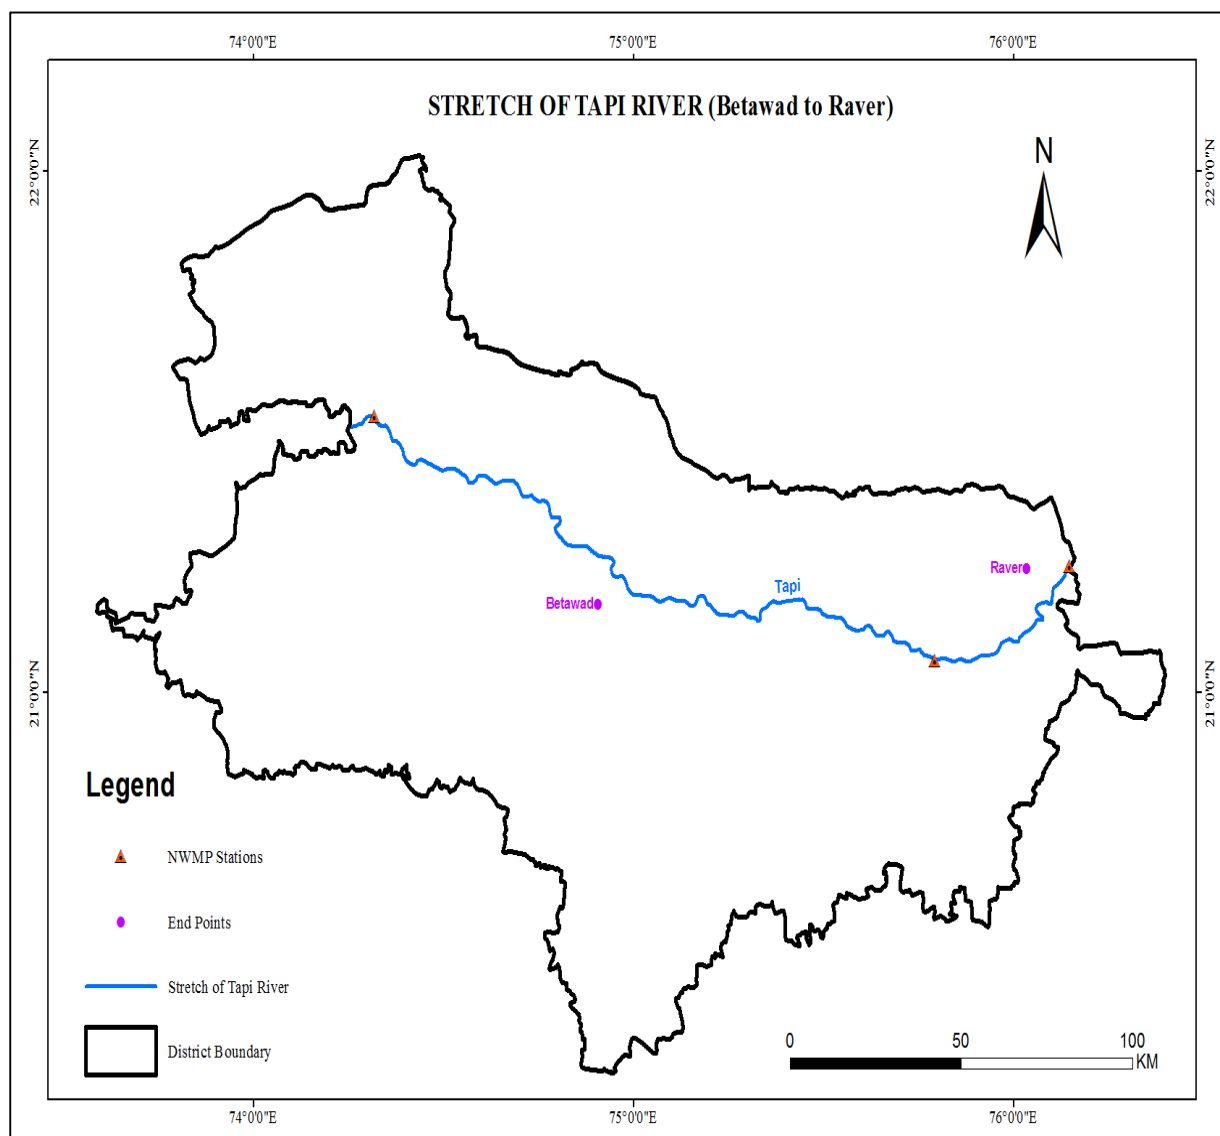 74°0'0"E 75°0'0"E 76°0'0"E
STRETCH OF TAPI RIVER (Betawad to Raver)
N
22°0'0"N 22°0'0"N
Raver
Tapi
Betawad
21°0'0"N 21°0'0"N
Legend
NWMP Stations
End Points
Stretch of Tapi River
District Boundary
0 50 100
KM
74°0'0"E 75°0'0"E 76°0'0"E